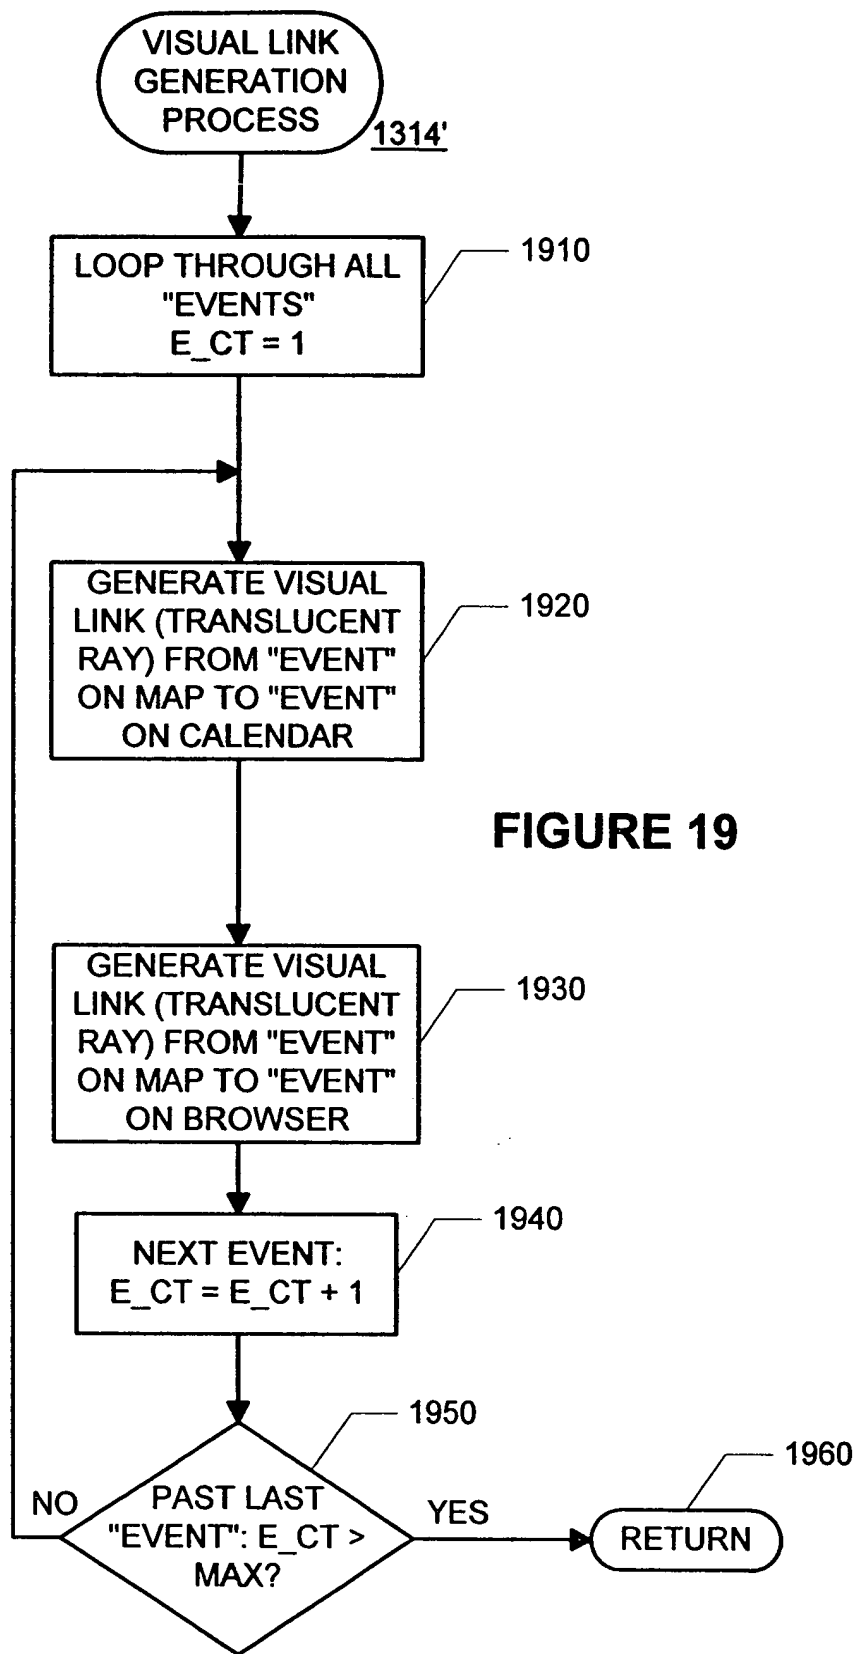 VISUAL LINK
GENERATION
PROCESS
1314'
LOOP THROUGH ALL
"EVENTS"
E_CT = 1
1910
GENERATE VISUAL
LINK (TRANSLUCENT
RAY) FROM "EVENT"
ON MAP TO "EVENT"
ON CALENDAR
1920
FIGURE 19
GENERATE VISUAL
LINK (TRANSLUCENT
RAY) FROM "EVENT"
ON MAP TO "EVENT"
ON BROWSER
1930
NEXT EVENT:
E_CT = E_CT + 1
1940
PAST LAST
"EVENT": E_CT >
MAX?
1950
NO
YES
RETURN
1960